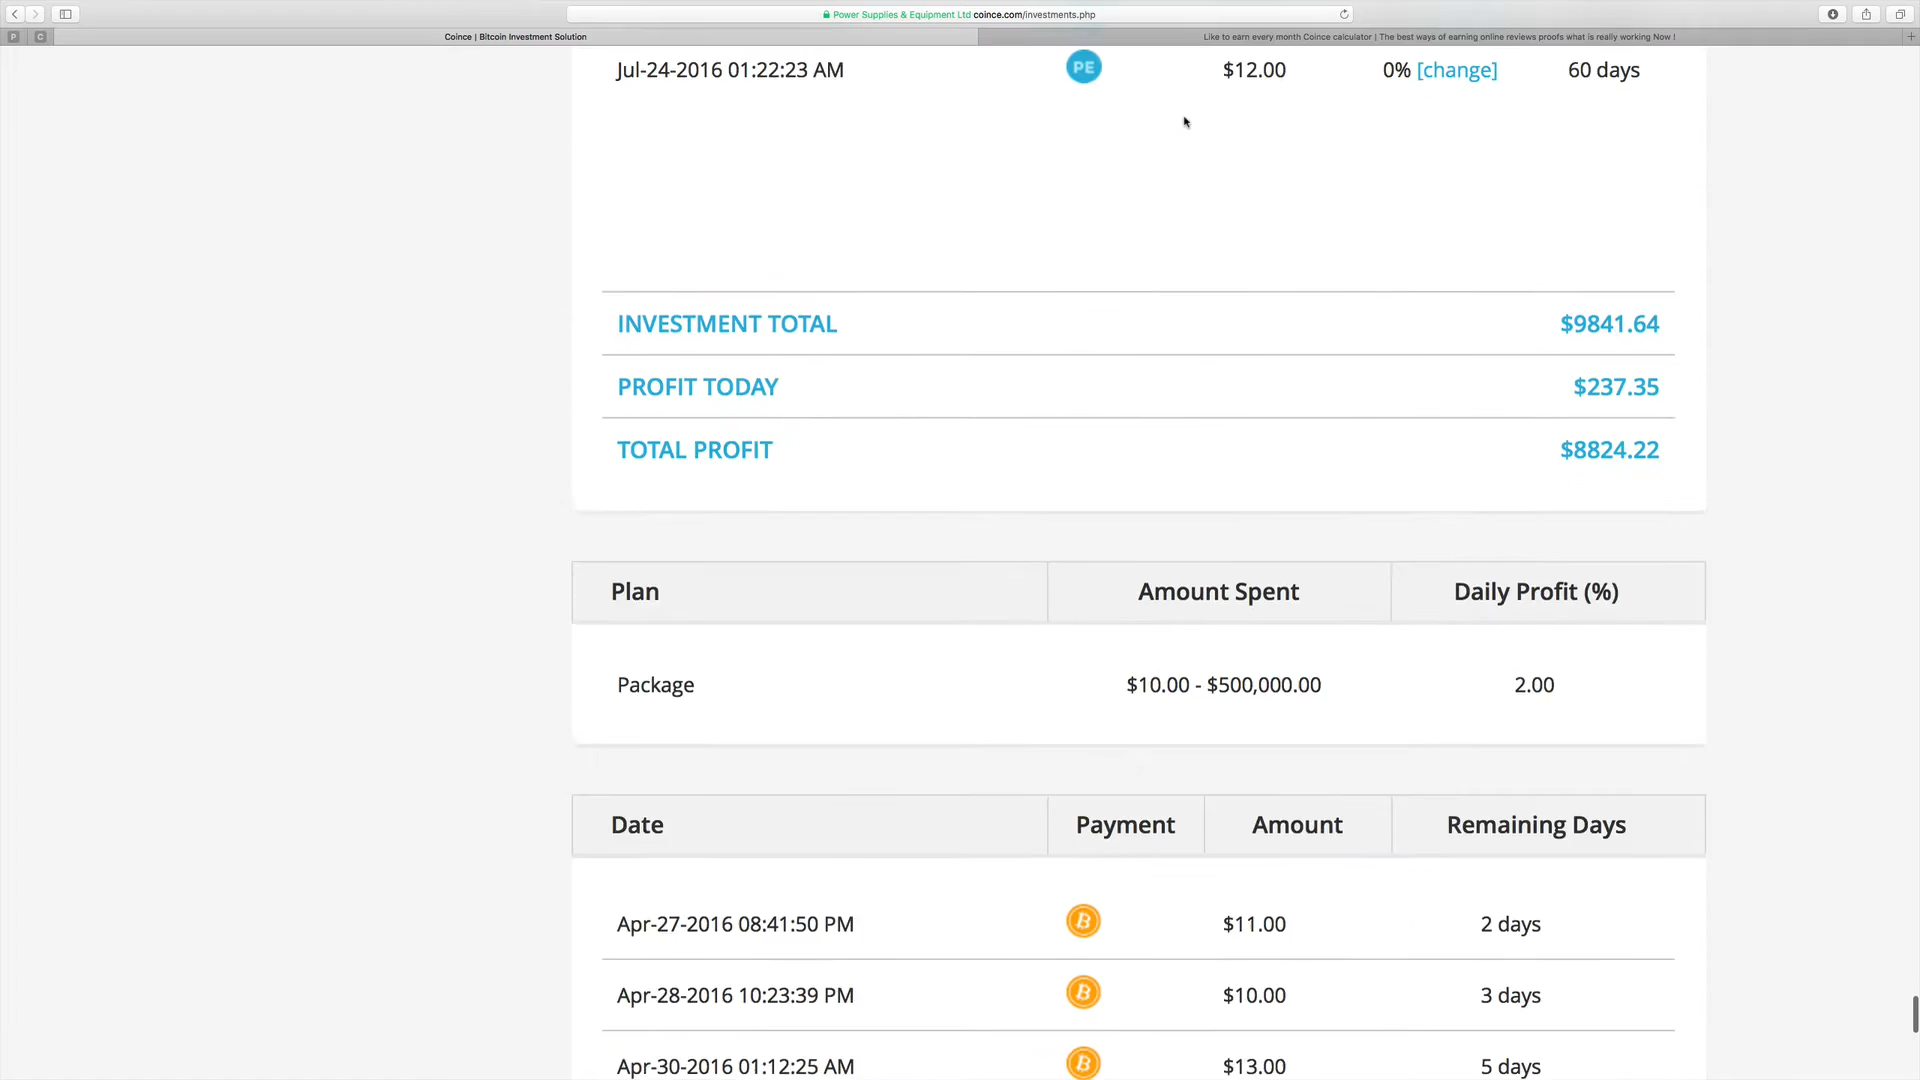 Power Supplies & Equipment Ltd coince.com/investments.php
P C Coince | Bitcoin Investment Solution Like to earn every month Coince calculator | The best ways of earning online reviews proofs what is really working Now !
Jul-24-2016 01:22:23 AM PE $12.00 0% [change] 60 days
INVESTMENT TOTAL $9841.64
PROFIT TODAY $237.35
TOTAL PROFIT $8824.22
Plan Amount Spent Daily Profit (%)
Package $10.00 - $500,000.00 2.00
Date Payment Amount Remaining Days
Apr-27-2016 08:41:50 PM B $11.00 2 days
Apr-28-2016 10:23:39 PM B $10.00 3 days
Apr-30-2016 01:12:25 AM B $13.00 5 days